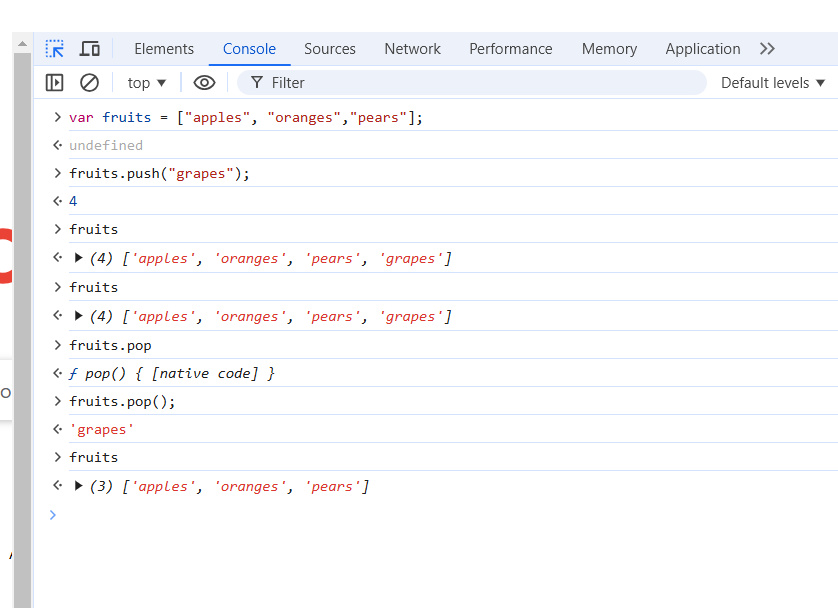 Elements Console Sources Network Performance Memory Application
top Filter Default levels
var fruits = ["apples", "oranges","pears"];
undefined
fruits.push("grapes");
4
fruits
(4) ['apples', 'oranges', 'pears', 'grapes']
fruits
(4) ['apples', 'oranges', 'pears', 'grapes']
fruits.pop
ƒ pop() { [native code] }
fruits.pop();
'grapes'
fruits
(3) ['apples', 'oranges', 'pears']